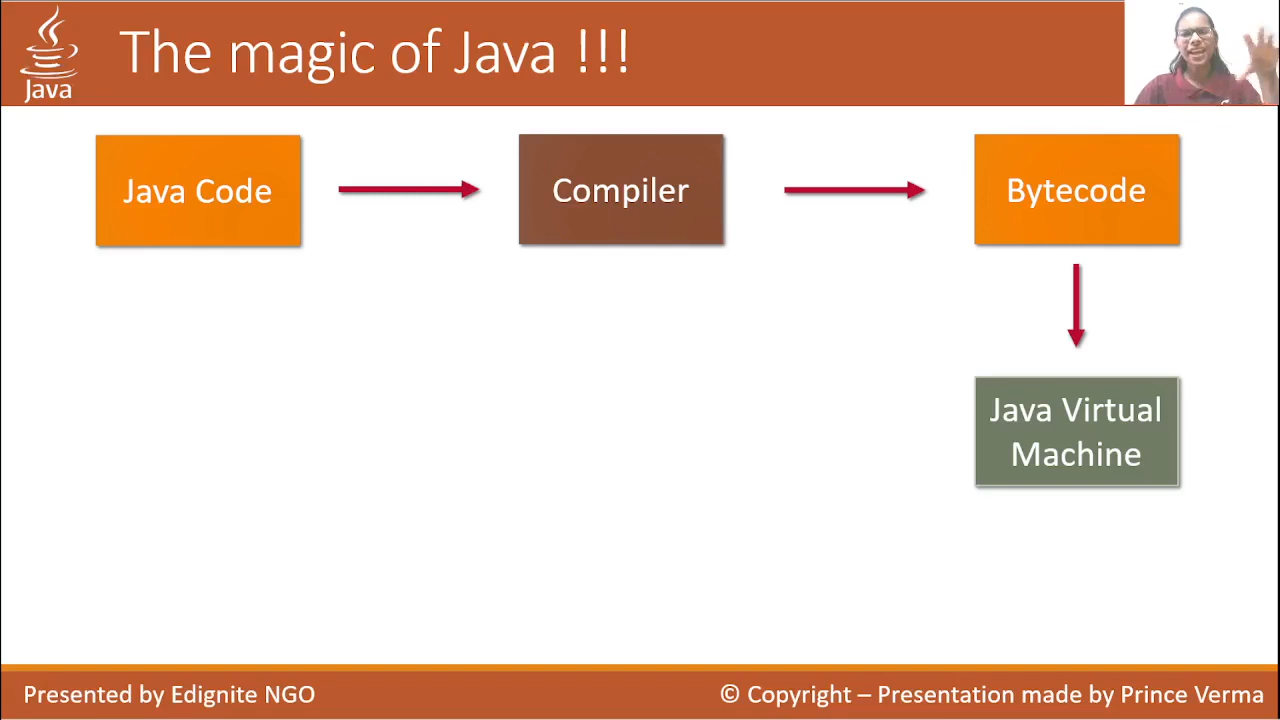 Java
The magic of Java !!!
Java Code
Compiler
Bytecode
Java Virtual
Machine
Presented by Edignite NGO
© Copyright – Presentation made by Prince Verma